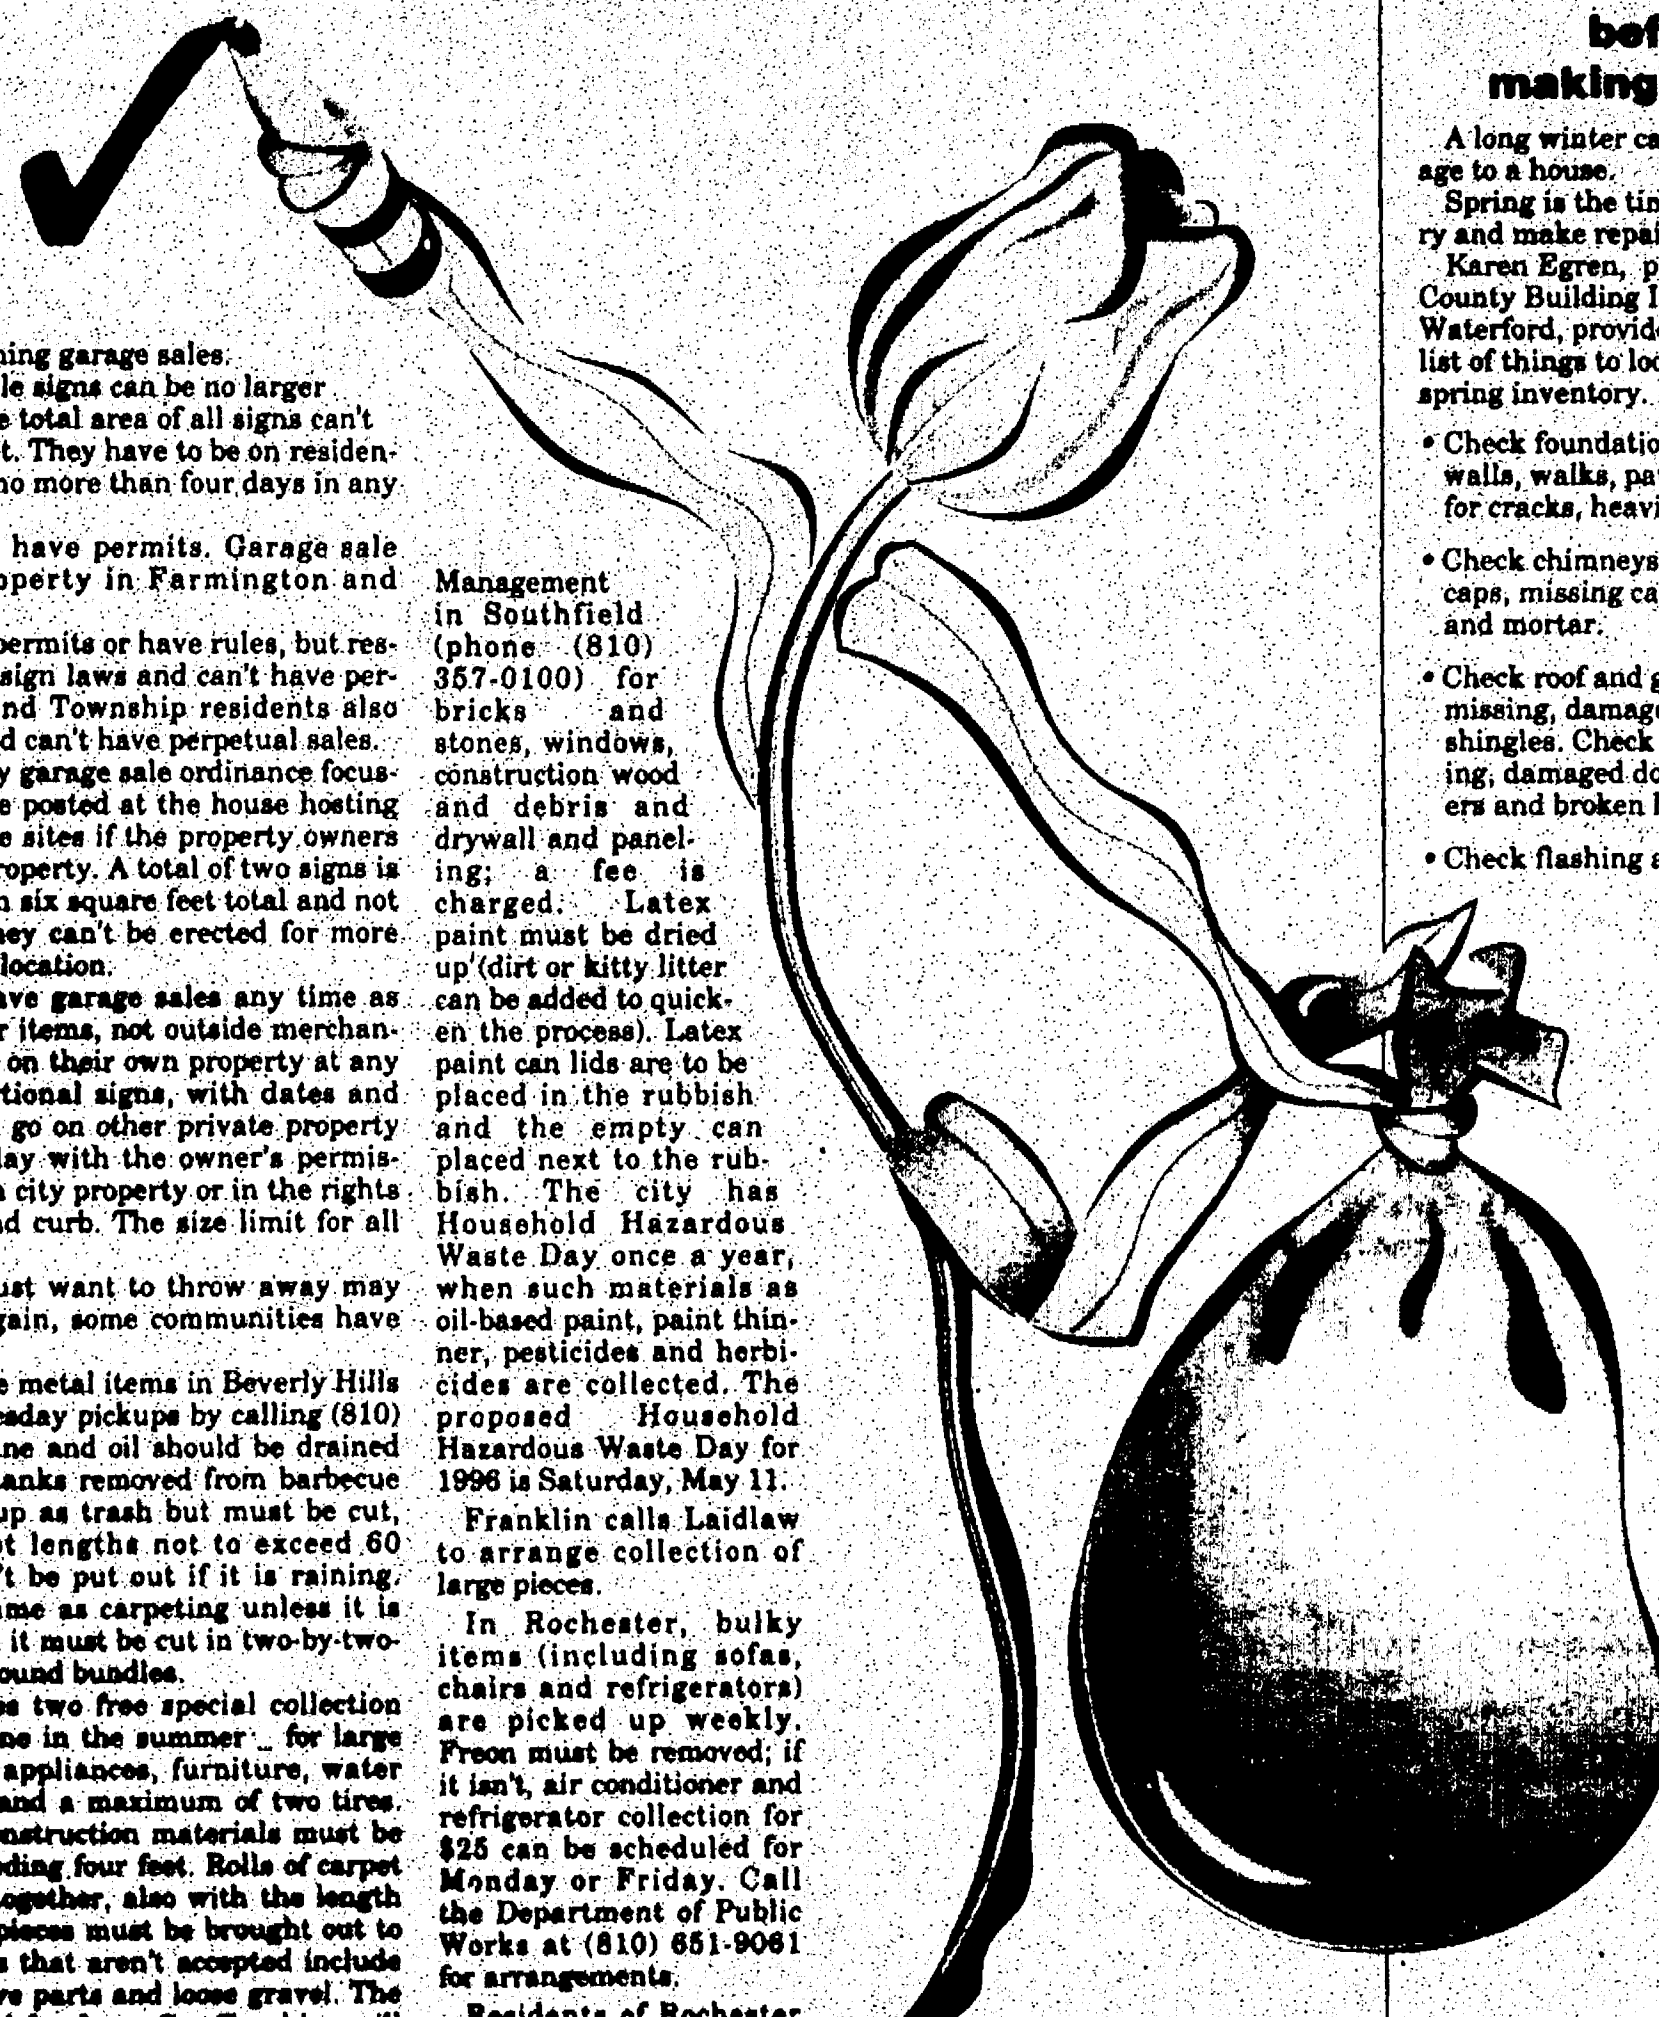 ning garage sales.
le signs can be no larger
e total area of all signs can't
t. They have to be on residen-
no more than four days in any
have permits. Garage sale
operty in Farmington and
permits or have rules, but res-
sign laws and can't have per-
nd Township residents also
d can't have perpetual sales.
y garage sale ordinance focus-
e posted at the house hosting
e sites if the property owners
roperty. A total of two signs is
n six square feet total and not
hey can't be erected for more
location.
ave garage sales any time as
r items, not outside merchan-
on their own property at any
tional signs, with dates and
go on other private property
lay with the owner's permis-
n city property or in the rights
nd curb. The size limit for all
ust want to throw away may
gain, some communities have
e metal items in Beverly Hills
esday pickups by calling (810)
ne and oil should be drained
anks removed from barbecue
up as trash but must be cut,
ot lengths not to exceed 60
't be put out if it is raining.
ame as carpeting unless it is
it must be cut in two-by-two-
ound bundles.
es two free special collection
ne in the summer _ for large
appliances, furniture, water
and a maximum of two tires.
nstruction materials must be
eding four feet. Rolls of carpet
ogether, also with the length
pieces must be brought out to
s that aren't accepted include
ve parts and loose gravel. The
Management
in Southfield
(phone (810)
357-0100) for
bricks and
stones, windows,
construction wood
and debris and
drywall and panel-
ing; a fee is
charged. Latex
paint must be dried
up (dirt or kitty litter
can be added to quick-
en the process). Latex
paint can lids are to be
placed in the rubbish
and the empty can
placed next to the rub-
bish. The city has
Household Hazardous
Waste Day once a year,
when such materials as
oil-based paint, paint thin-
ner, pesticides and herbi-
cides are collected. The
proposed Household
Hazardous Waste Day for
1996 is Saturday, May 11.
Franklin calls Laidlaw
to arrange collection of
large pieces.
In Rochester, bulky
items (including sofas,
chairs and refrigerators)
are picked up weekly.
Freon must be removed; if
it isn't, air conditioner and
refrigerator collection for
$25 can be scheduled for
Monday or Friday. Call
the Department of Public
Works at (810) 651-9061
for arrangements.
Residents of Rochester
bef
making
A long winter ca
age to a house.
Spring is the tim
ry and make repai
Karen Egren, p
County Building I
Waterford, provide
list of things to loo
spring inventory.
• Check foundatio
walls, walks, pa
for cracks, heavi
• Check chimneys
caps, missing ca
and mortar.
• Check roof and g
missing, damage
shingles. Check
ing, damaged do
ers and broken
• Check flashing a